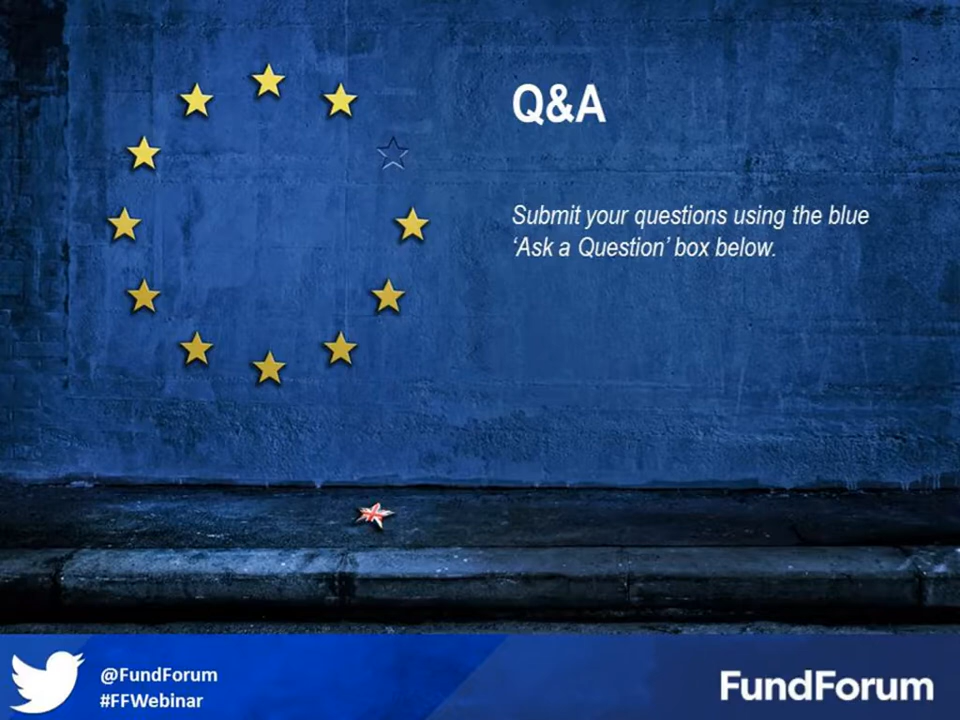 Q&A
Submit your questions using the blue
‘Ask a Question’ box below.
@FundForum
#FFWebinar
FundForum